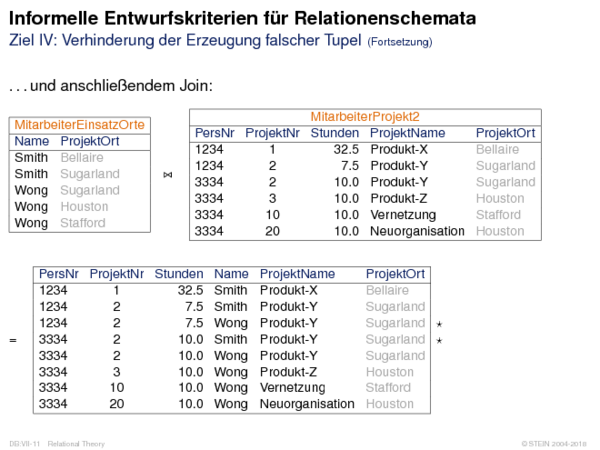 Informelle Entwurfskriterien für Relationenschemata
Ziel IV: Verhinderung der Erzeugung falscher Tupel (Fortsetzung)
. . . und anschließendem Join:
MitarbeiterEinsatzOrte
Name ProjektOrt
Smith Bellaire
Smith Sugarland
Wong Sugarland
Wong Houston
Wong Stafford
⋈
MitarbeiterProjekt2
PersNr ProjektNr Stunden ProjektName ProjektOrt
1234 1 32.5 Produkt-X Bellaire
1234 2 7.5 Produkt-Y Sugarland
3334 2 10.0 Produkt-Y Sugarland
3334 3 10.0 Produkt-Z Houston
3334 10 10.0 Vernetzung Stafford
3334 20 10.0 Neuorganisation Houston
=
PersNr ProjektNr Stunden Name ProjektName ProjektOrt
1234 1 32.5 Smith Produkt-X Bellaire
1234 2 7.5 Smith Produkt-Y Sugarland
1234 2 7.5 Wong Produkt-Y Sugarland ⋆
3334 2 10.0 Smith Produkt-Y Sugarland ⋆
3334 2 10.0 Wong Produkt-Y Sugarland
3334 3 10.0 Wong Produkt-Z Houston
3334 10 10.0 Wong Vernetzung Stafford
3334 20 10.0 Wong Neuorganisation Houston
DB:VII-11 Relational Theory
© STEIN 2004-2018